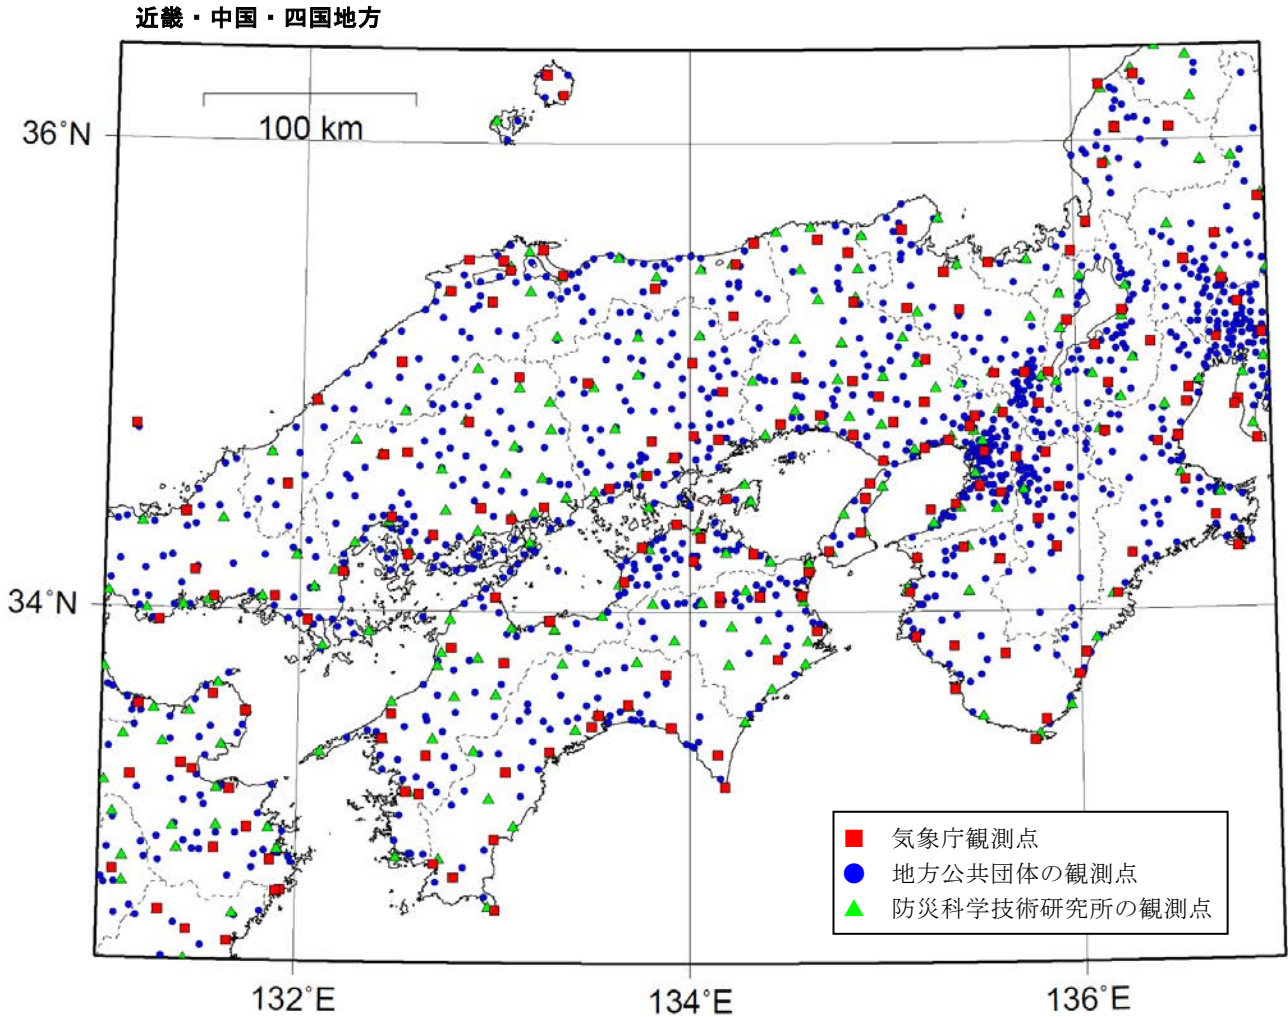 近畿・中国・四国地方
100 km
36°N
34°N
気象庁観測点
地方公共団体の観測点
防災科学技術研究所の観測点
132°E
134°E
136°E